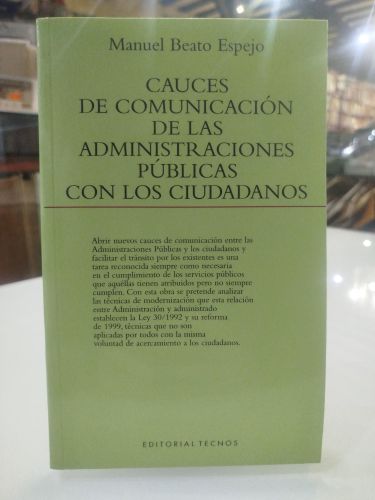 Manuel Beato Espejo
CAUCES
DE COMUNICACIÓN
DE LAS
ADMINISTRACIONES
PÚBLICAS
CON LOS CIUDADANOS
Abrir nuevos cauces de comunicación entre las
Administraciones Públicas y los ciudadanos y
facilitar el tránsito por los existentes es una
tarea reconocida siempre como necesaria
en el cumplimiento de los servicios públicos
que aquéllas tienen atribuidos pero no siempre
cumplen. Con esta obra se pretende analizar
las técnicas de modernización que esta relación
entre Administración y administrado
establecen la Ley 30/1992 y su reforma
de 1999, técnicas que no son
aplicadas por todos con la misma
voluntad de acercamiento a los ciudadanos.
EDITORIAL TECNOS